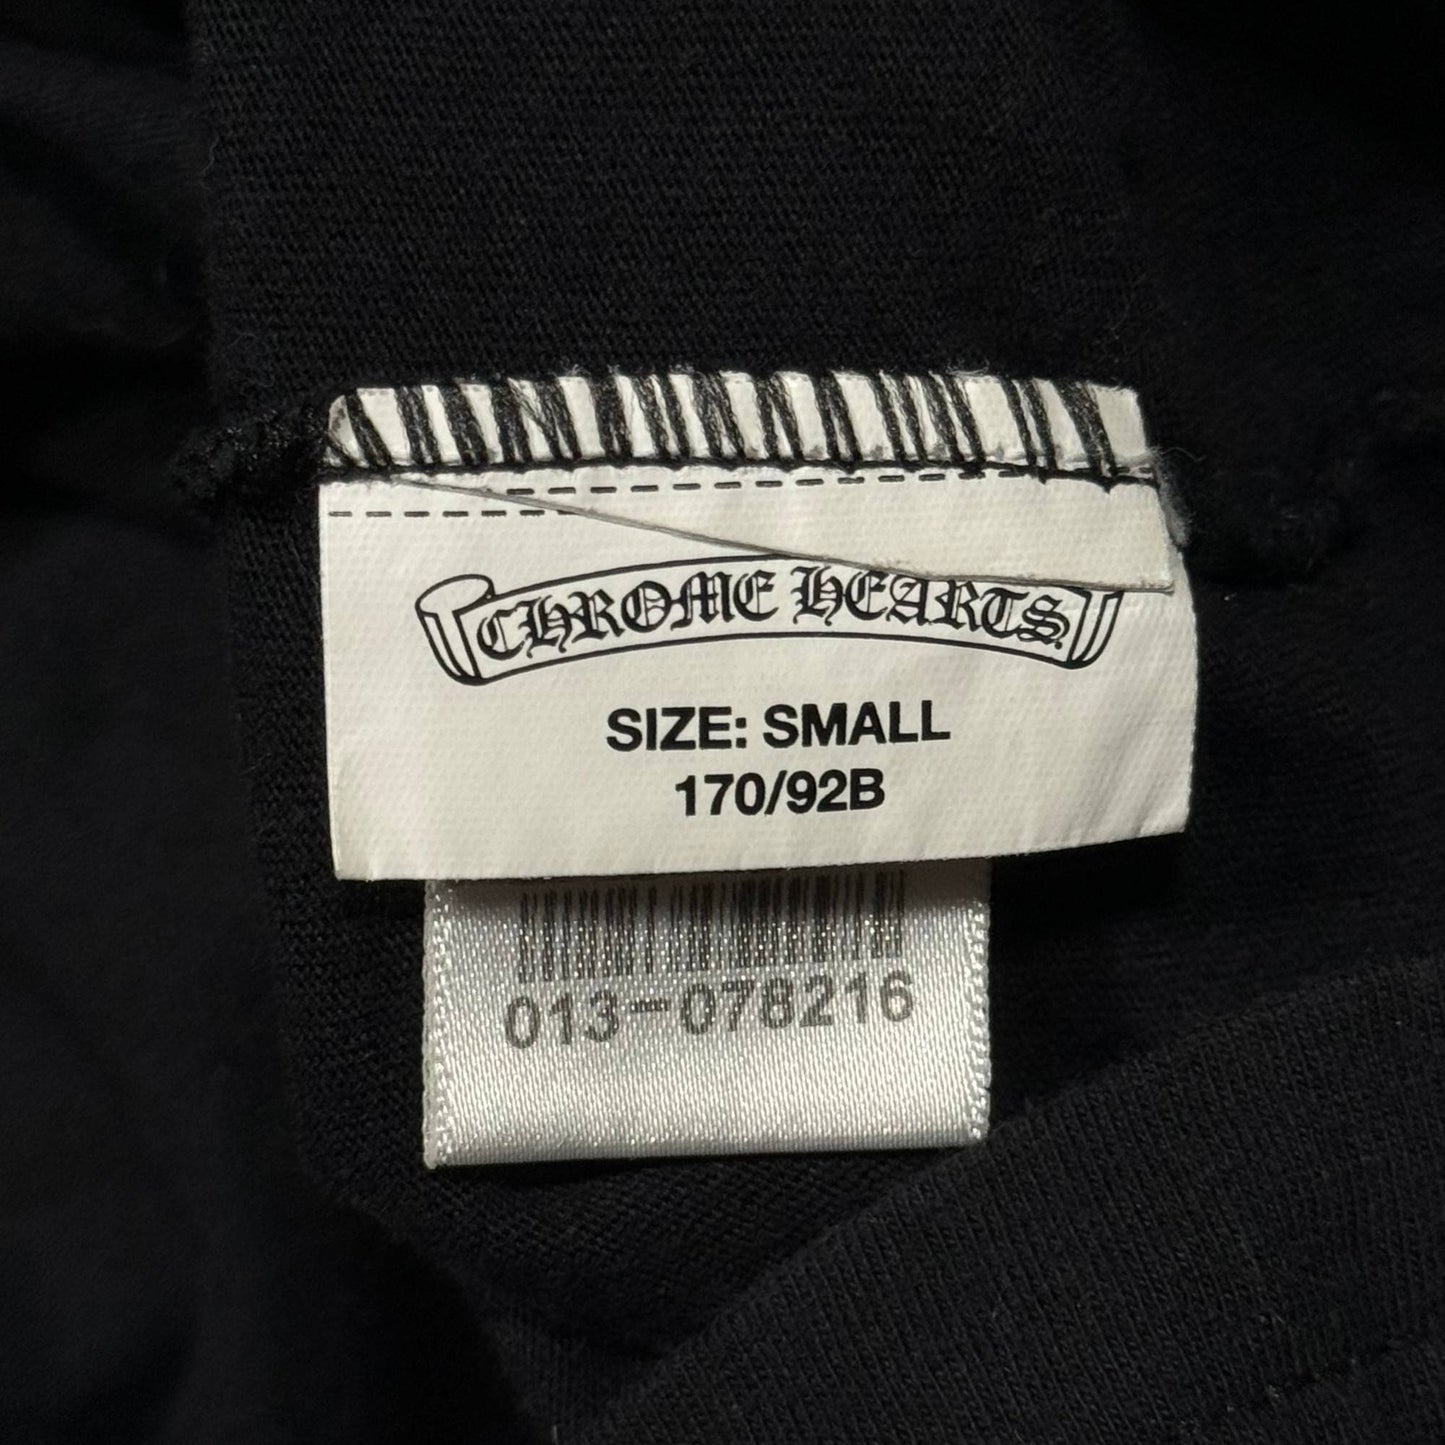 CHROME HEARTS
SIZE: SMALL
170/92B
013-078216